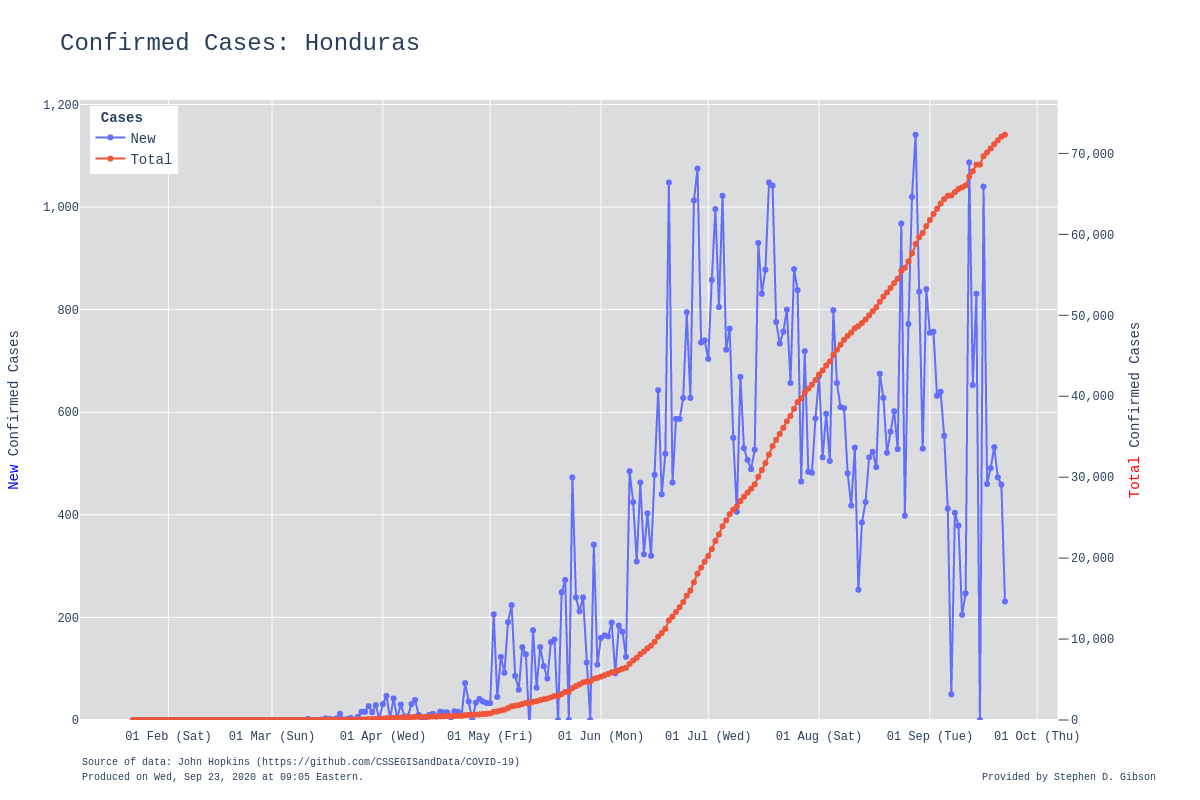 Confirmed Cases: Honduras
Cases
New
Total
1,200
1,000
800
600
400
200
0
70,000
60,000
50,000
40,000
30,000
20,000
10,000
0
New Confirmed Cases
Total Confirmed Cases
01 Feb (Sat) 01 Mar (Sun) 01 Apr (Wed) 01 May (Fri) 01 Jun (Mon) 01 Jul (Wed) 01 Aug (Sat) 01 Sep (Tue) 01 Oct (Thu)
Source of data: John Hopkins (https://github.com/CSSEGISandData/COVID-19)
Produced on Wed, Sep 23, 2020 at 09:05 Eastern.
Provided by Stephen D. Gibson